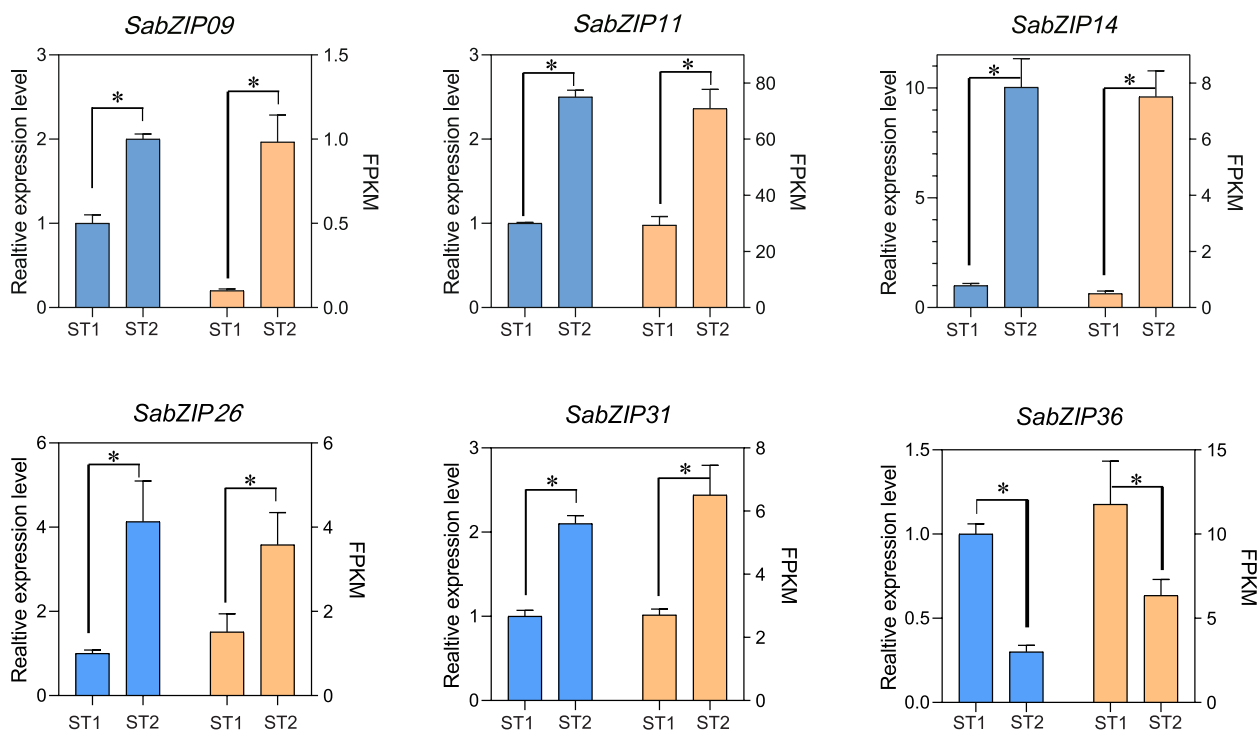 SabZIP09
Realtive expression level
3
2
1
0
*
*
1.5
1.0
0.5
0.0
FPKM
ST1 ST2 ST1 ST2
SabZIP11
Realtive expression level
3
2
1
0
*
*
80
60
40
20
0
FPKM
ST1 ST2 ST1 ST2
SabZIP14
Realtive expression level
10
5
0
*
*
8
6
4
2
0
FPKM
ST1 ST2 ST1 ST2
SabZIP26
Realtive expression level
6
4
2
0
*
*
6
4
2
0
FPKM
ST1 ST2 ST1 ST2
SabZIP31
Realtive expression level
3
2
1
0
*
*
8
6
4
2
0
FPKM
ST1 ST2 ST1 ST2
SabZIP36
Realtive expression level
1.5
1.0
0.5
0.0
*
*
15
10
5
0
FPKM
ST1 ST2 ST1 ST2